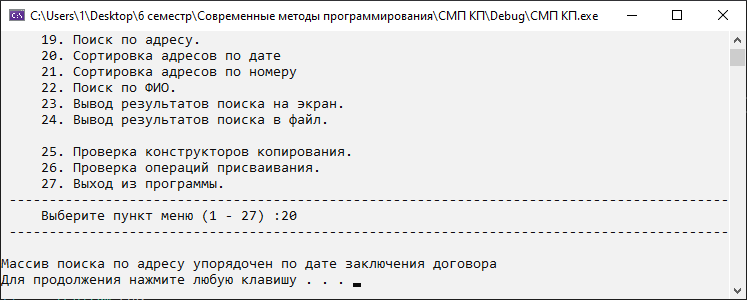 C:\Users\1\Desktop\6 семестр\Современные методы программирования\СМП КП\Debug\СМП КП.exe
19. Поиск по адресу.
20. Сортировка адресов по дате
21. Сортировка адресов по номеру
22. Поиск по ФИО.
23. Вывод результатов поиска на экран.
24. Вывод результатов поиска в файл.
25. Проверка конструкторов копирования.
26. Проверка операций присваивания.
27. Выход из программы.
------------------------------------------------------------------------------------------
Выберите пункт меню (1 - 27) :20
------------------------------------------------------------------------------------------
Массив поиска по адресу упорядочен по дате заключения договора
Для продолжения нажмите любую клавишу . . .